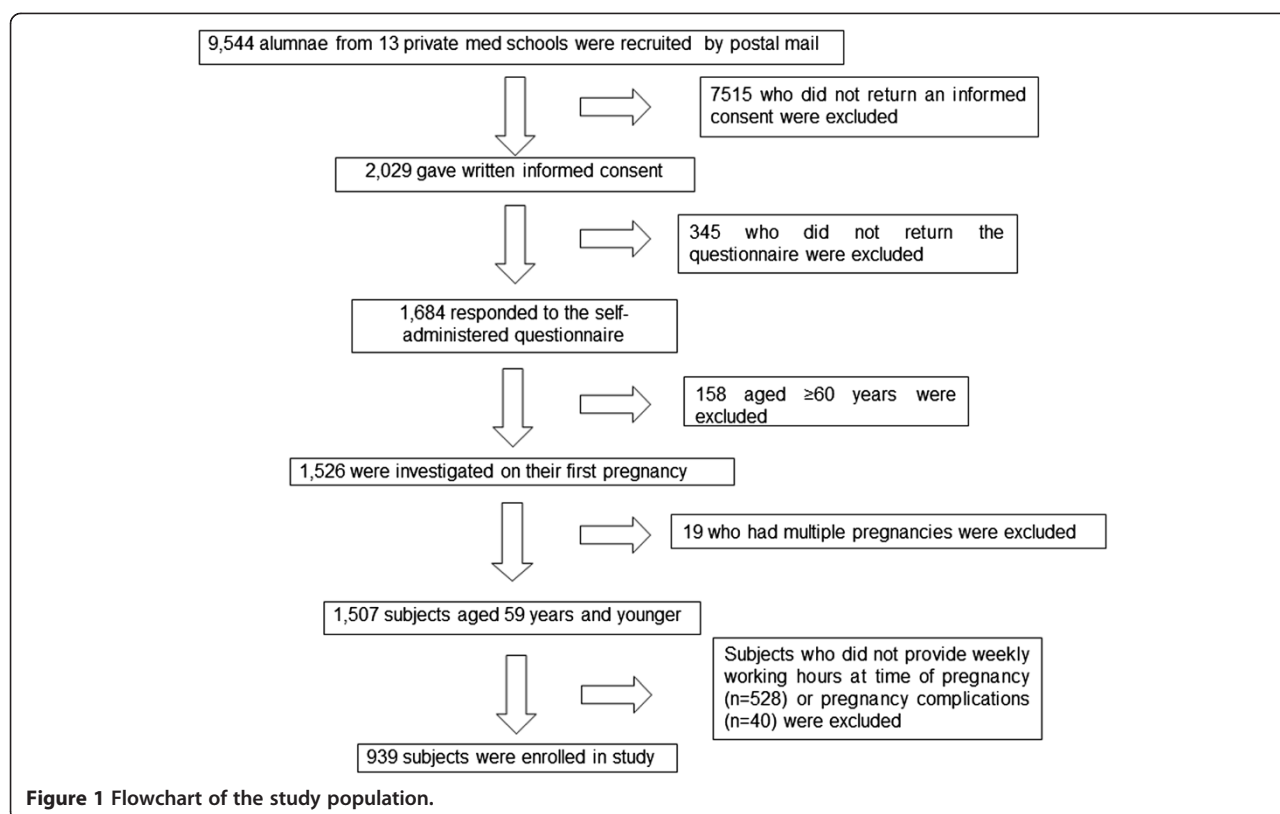 9,544 alumnae from 13 private med schools were recruited by postal mail
7515 who did not return an informed
consent were excluded
2,029 gave written informed consent
345 who did not return the
questionnaire were excluded
1,684 responded to the self-
administered questionnaire
158 aged ≥60 years were
excluded
1,526 were investigated on their first pregnancy
19 who had multiple pregnancies were excluded
1,507 subjects aged 59 years and younger
Subjects who did not provide weekly
working hours at time of pregnancy
(n=528) or pregnancy complications
(n=40) were excluded
939 subjects were enrolled in study
Figure 1 Flowchart of the study population.